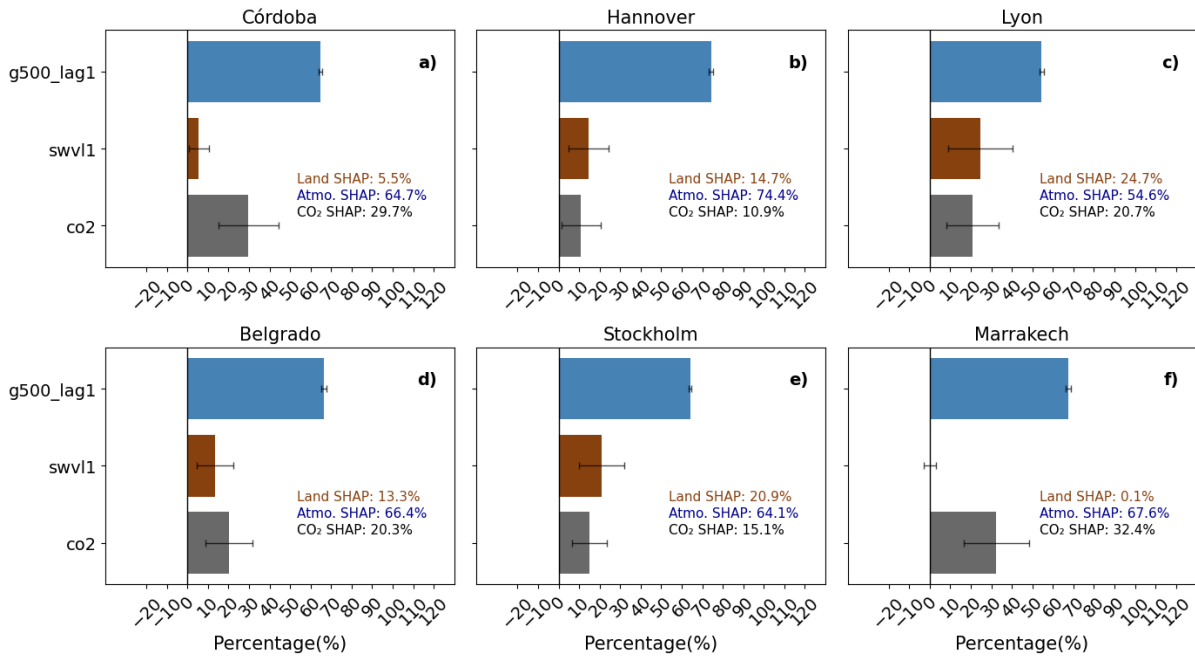 Córdoba
a)
g500_lag1
swvl1
co2
Land SHAP: 5.5%
Atmo. SHAP: 64.7%
CO₂ SHAP: 29.7%
−20 −10 0 10 20 30 40 50 60 70 80 90 100 110 120
Hannover
b)
Land SHAP: 14.7%
Atmo. SHAP: 74.4%
CO₂ SHAP: 10.9%
−20 −10 0 10 20 30 40 50 60 70 80 90 100 110 120
Lyon
c)
Land SHAP: 24.7%
Atmo. SHAP: 54.6%
CO₂ SHAP: 20.7%
−20 −10 0 10 20 30 40 50 60 70 80 90 100 110 120
Belgrado
d)
g500_lag1
swvl1
co2
Land SHAP: 13.3%
Atmo. SHAP: 66.4%
CO₂ SHAP: 20.3%
−20 −10 0 10 20 30 40 50 60 70 80 90 100 110 120
Percentage(%)
Stockholm
e)
Land SHAP: 20.9%
Atmo. SHAP: 64.1%
CO₂ SHAP: 15.1%
−20 −10 0 10 20 30 40 50 60 70 80 90 100 110 120
Percentage(%)
Marrakech
f)
Land SHAP: 0.1%
Atmo. SHAP: 67.6%
CO₂ SHAP: 32.4%
−20 −10 0 10 20 30 40 50 60 70 80 90 100 110 120
Percentage(%)